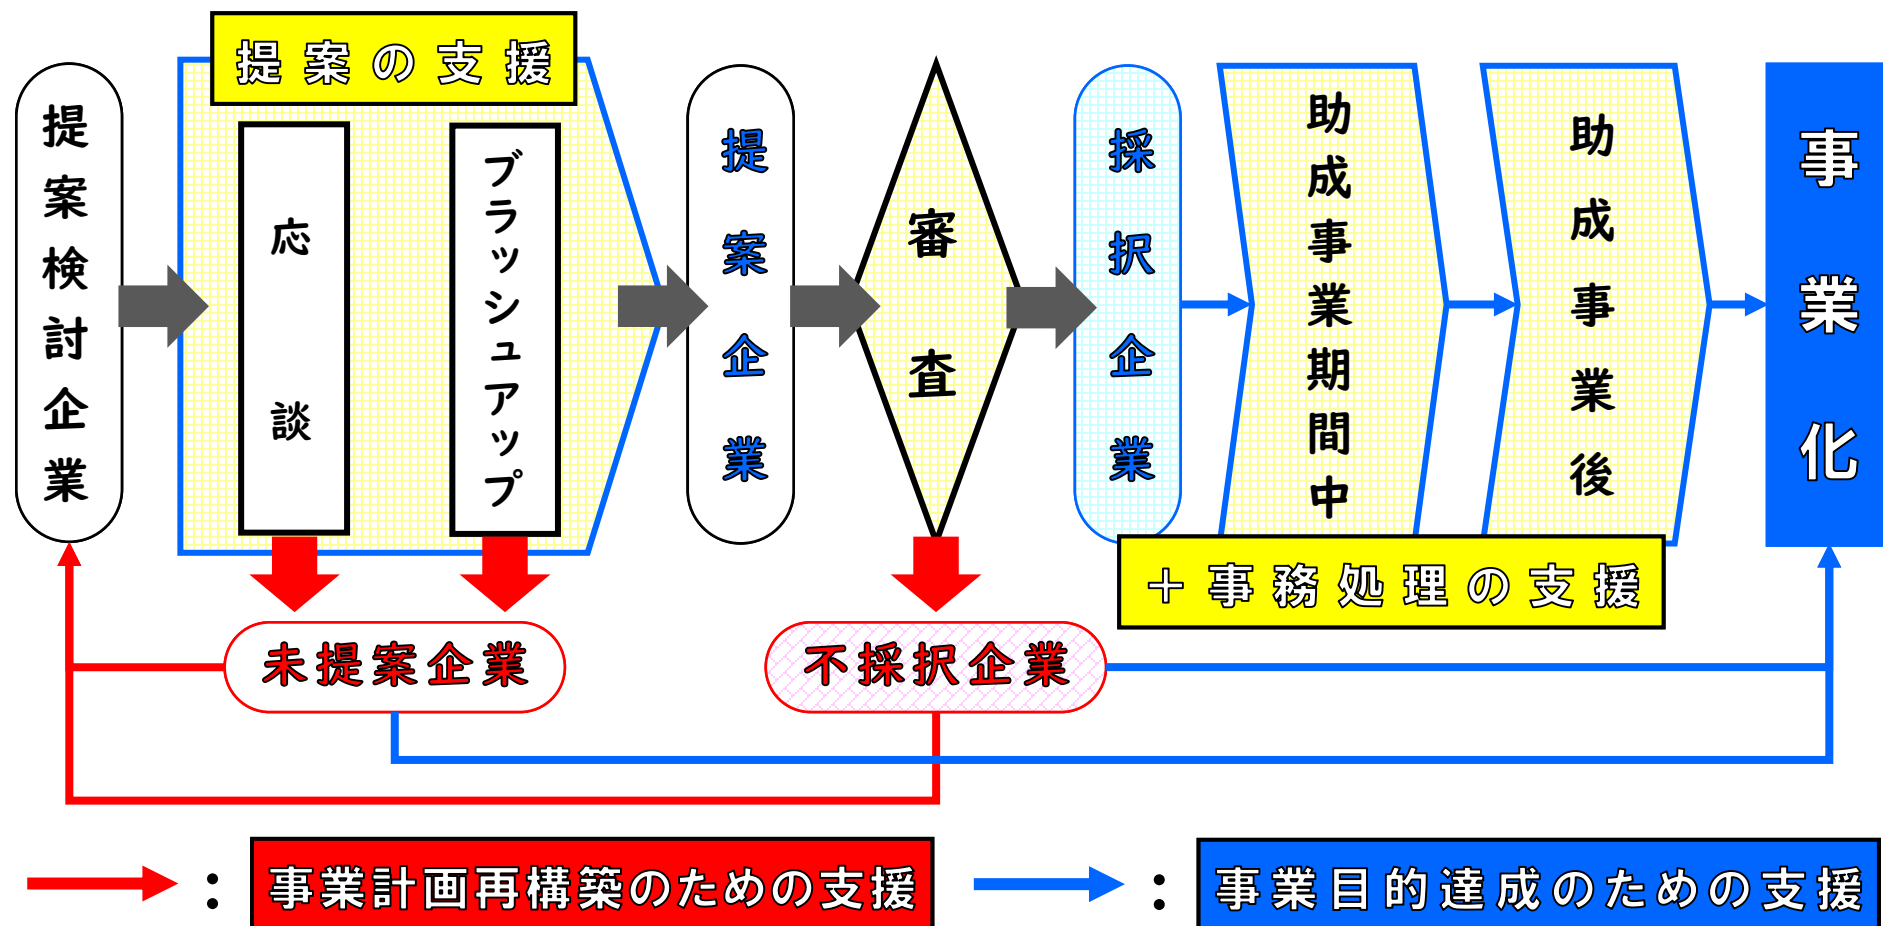 提案の支援
提案検討企業
応談
ブラッシュアップ
提案企業
審査
採択企業
助成事業期間中
助成事業後
事業化
＋事務処理の支援
未提案企業
不採択企業
：
事業計画再構築のための支援
：
事業目的達成のための支援